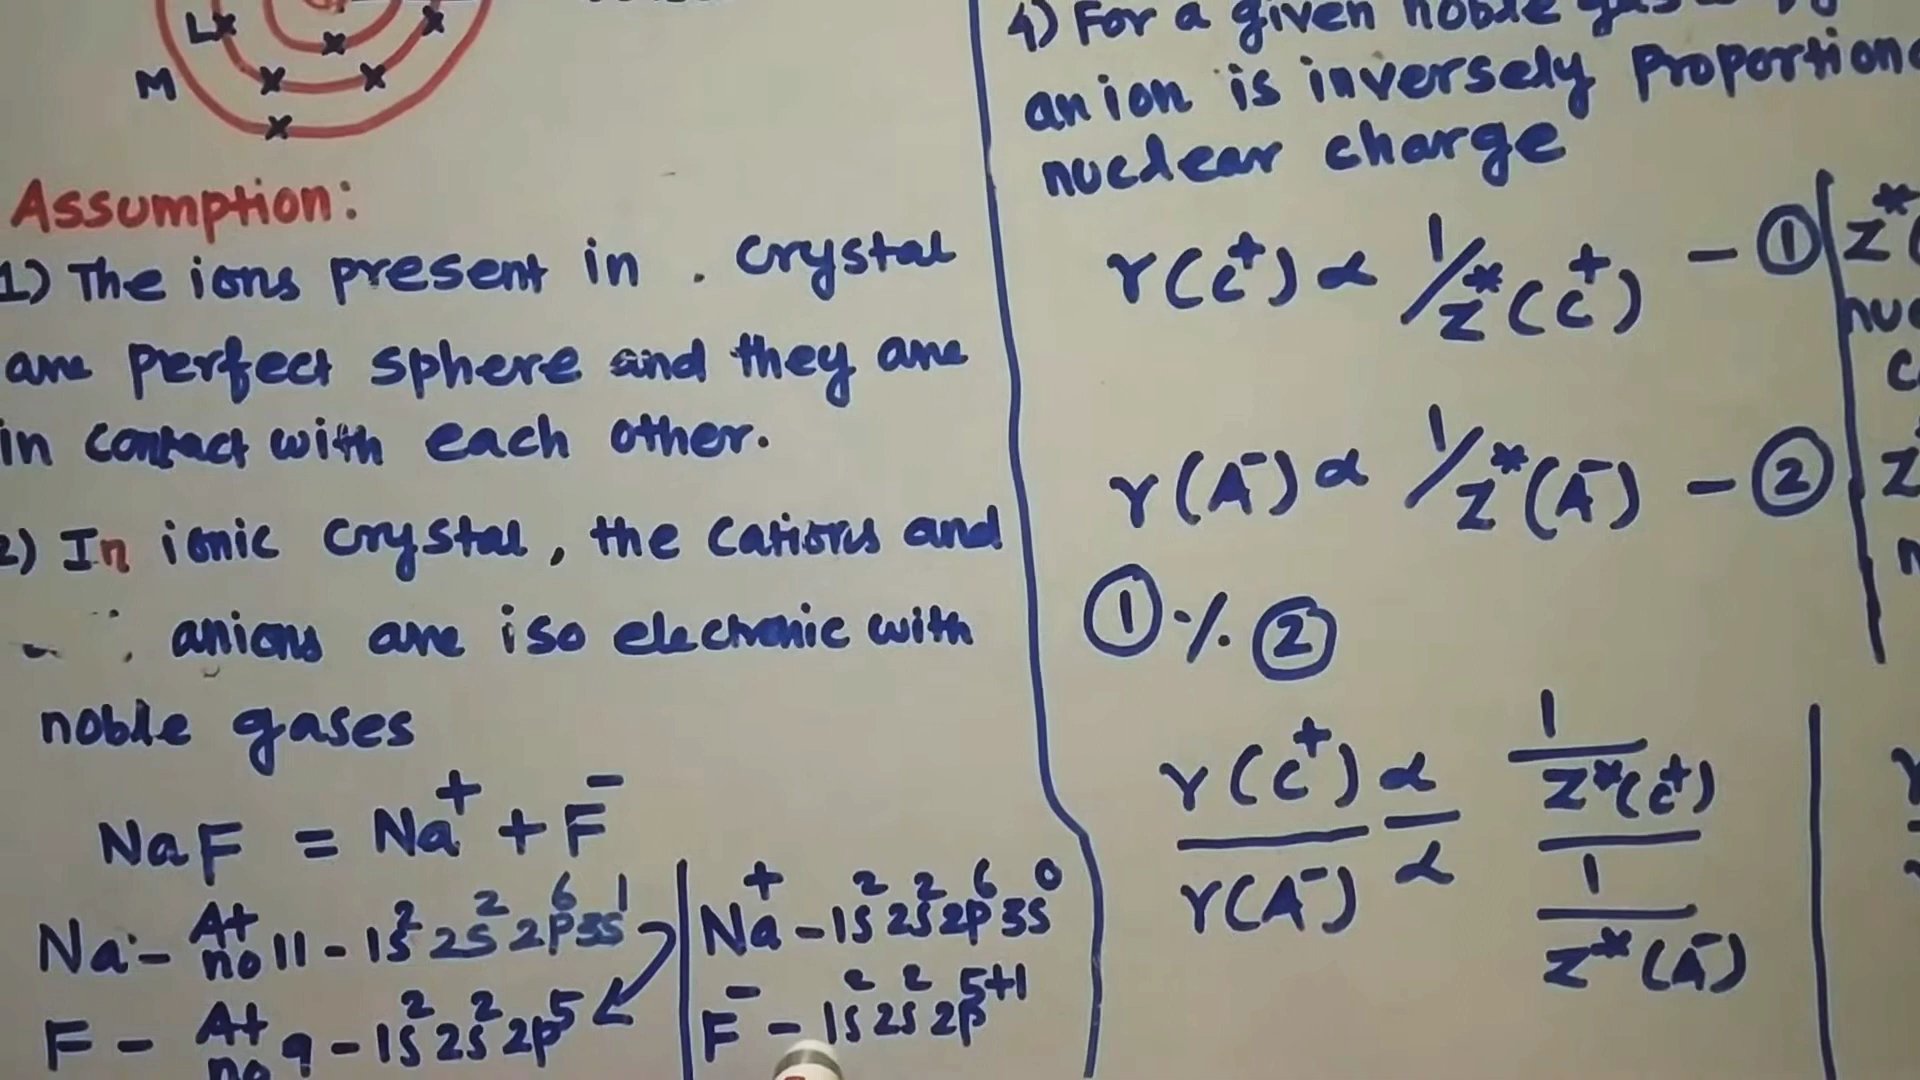 L
M
Assumption:
1) The ions present in . crystal
are perfect sphere and they are
in contact with each other.
2) In ionic crystal, the cations and
anions are iso electronic with
noble gases
NaF = Na⁺ + F⁻
Na - At no 11 - 1s² 2s² 2p⁶ 3s¹
F - At no 9 - 1s² 2s² 2p⁵
Na⁺ - 1s² 2s² 2p⁶ 3s⁰
F⁻ - 1s² 2s² 2p⁵⁺¹
4) For a given noble
anion is inversely
nuclear charge
r(C⁺) α 1/z*(C⁺) - ①
r(A⁻) α 1/z*(A⁻) - ②
① ·/. ②
r(C⁺) α 1/z*(C⁺)
r(A⁻) α 1/z*(A⁻)
z*